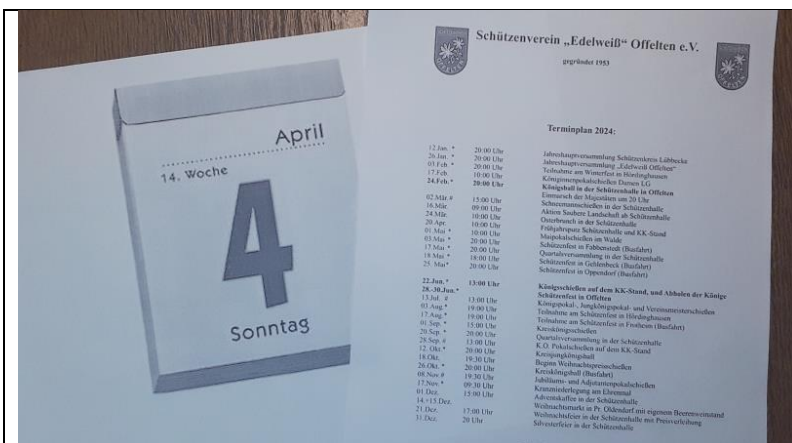 April
14. Woche
4
Sonntag
Schützenverein „Edelweiß“ Offelten e.V.
gegründet 1953
Terminplan 2024:
12.Jan. * 20:00 Uhr Jahreshauptversammlung Schützenkreis Lübbecke
26.Jan. * 20:00 Uhr Jahreshauptversammlung „Edelweiß Offelten“
03.Feb * 20:00 Uhr Teilnahme am Winterfest in Hördinghausen
17.Feb. 10:00 Uhr Königinnenpokalschießen Damen LG
24.Feb.* 20:00 Uhr Königsball in der Schützenhalle in Offelten
Einmarsch der Majestäten um 20 Uhr
02.Mär.# 15:00 Uhr Schneemannschießen in der Schützenhalle
16.Mär. 09:00 Uhr Aktion Saubere Landschaft ab Schützenhalle
24.Mär. 10:00 Uhr Osterbrunch in der Schützenhalle
20.Apr. 10:00 Uhr Frühjahrsputz Schützenhalle und KK-Stand
01.Mai * 10:00 Uhr Maipokalschießen im Walde
03.Mai * 20:00 Uhr Schützenfest in Fabbenstedt (Busfahrt)
17.Mai * 20:00 Uhr Quartalsversammlung in der Schützenhalle
18.Mai * 18:00 Uhr Schützenfest in Gehlenbeck (Busfahrt)
25. Mai* 20:00 Uhr Schützenfest in Oppendorf (Busfahrt)
22.Jun.* 13:00 Uhr Königsschießen auf dem KK-Stand, und Abholen der Könige
28.-30.Jun.* Schützenfest in Offelten
13.Jul. # 13:00 Uhr Königspokal-, Jungkönigspokal- und Vereinsmeisterschießen
03.Aug.* 19:00 Uhr Teilnahme am Schützenfest in Hördinghausen
17.Aug.* 19:00 Uhr Teilnahme am Schützenfest in Frotheim (Busfahrt)
01.Sep. * 15:00 Uhr Kreiskönigschießen
20.Sep. * 20:00 Uhr Quartalsversammlung in der Schützenhalle
28.Sep. # 13:00 Uhr K.O. Pokalschießen auf dem KK-Stand
12. Okt.* 20:00 Uhr Kreisjungkönigsball
18.Okt. 19:30 Uhr Beginn Weihnachtspreisschießen
26.Okt. * 20:00 Uhr Kreiskönigsball (Busfahrt)
08.Nov # 19:30 Uhr Jubiläums- und Adjutantenpokalschießen
17.Nov.* 09:30 Uhr Kranzniederlegung am Ehrenmal
01.Dez. 15:00 Uhr Adventskaffee in der Schützenhalle
14.+15.Dez. Weihnachtsmarkt in Pr. Oldendorf mit eigenem Beerenweinstand
21.Dez. 17:00 Uhr Weihnachtsfeier in der Schützenhalle mit Preisverleihung
31.Dez. 20 Uhr Silvesterfeier in der Schützenhalle